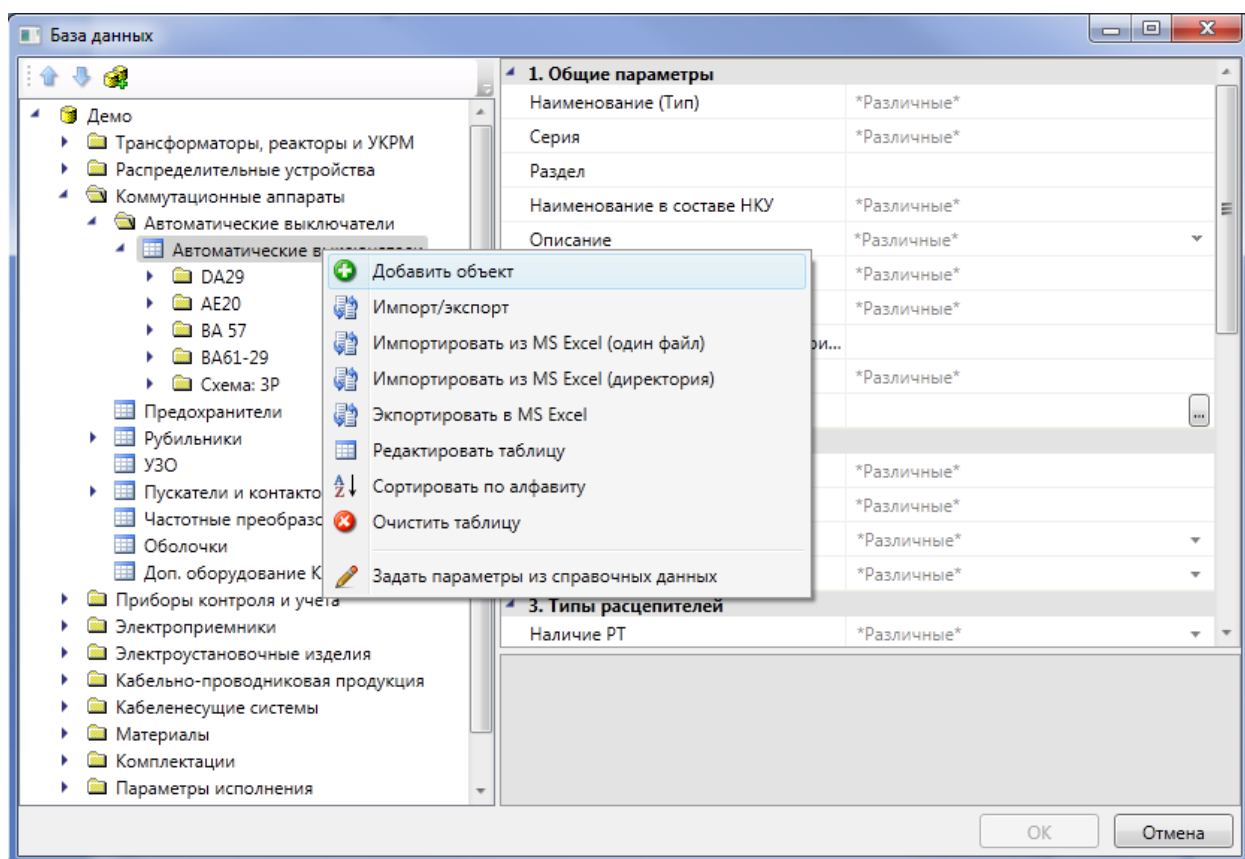 База данных
Демо
Трансформаторы, реакторы и УКРМ
Распределительные устройства
Коммутационные аппараты
Автоматические выключатели
Автоматические
DA29
AE20
BA 57
BA61-29
Схема: 3P
Предохранители
Рубильники
УЗО
Пускатели и контакто
Частотные преобразо
Оболочки
Доп. оборудование К
Приборы контроля и учета
Электроприемники
Электроустановочные изделия
Кабельно-проводниковая продукция
Кабеленесущие системы
Материалы
Комплектации
Параметры исполнения
Добавить объект
Импорт/экспорт
Импортировать из MS Excel (один файл)
Импортировать из MS Excel (директория)
Экпортировать в MS Excel
Редактировать таблицу
Сортировать по алфавиту
Очистить таблицу
Задать параметры из справочных данных
1. Общие параметры
Наименование (Тип) *Различные*
Серия *Различные*
Раздел
Наименование в составе НКУ *Различные*
Описание *Различные*
*Различные*
*Различные*
*Различные*
...
*Различные*
*Различные*
*Различные*
*Различные*
3. Типы расцепителей
Наличие РТ *Различные*
OK Отмена